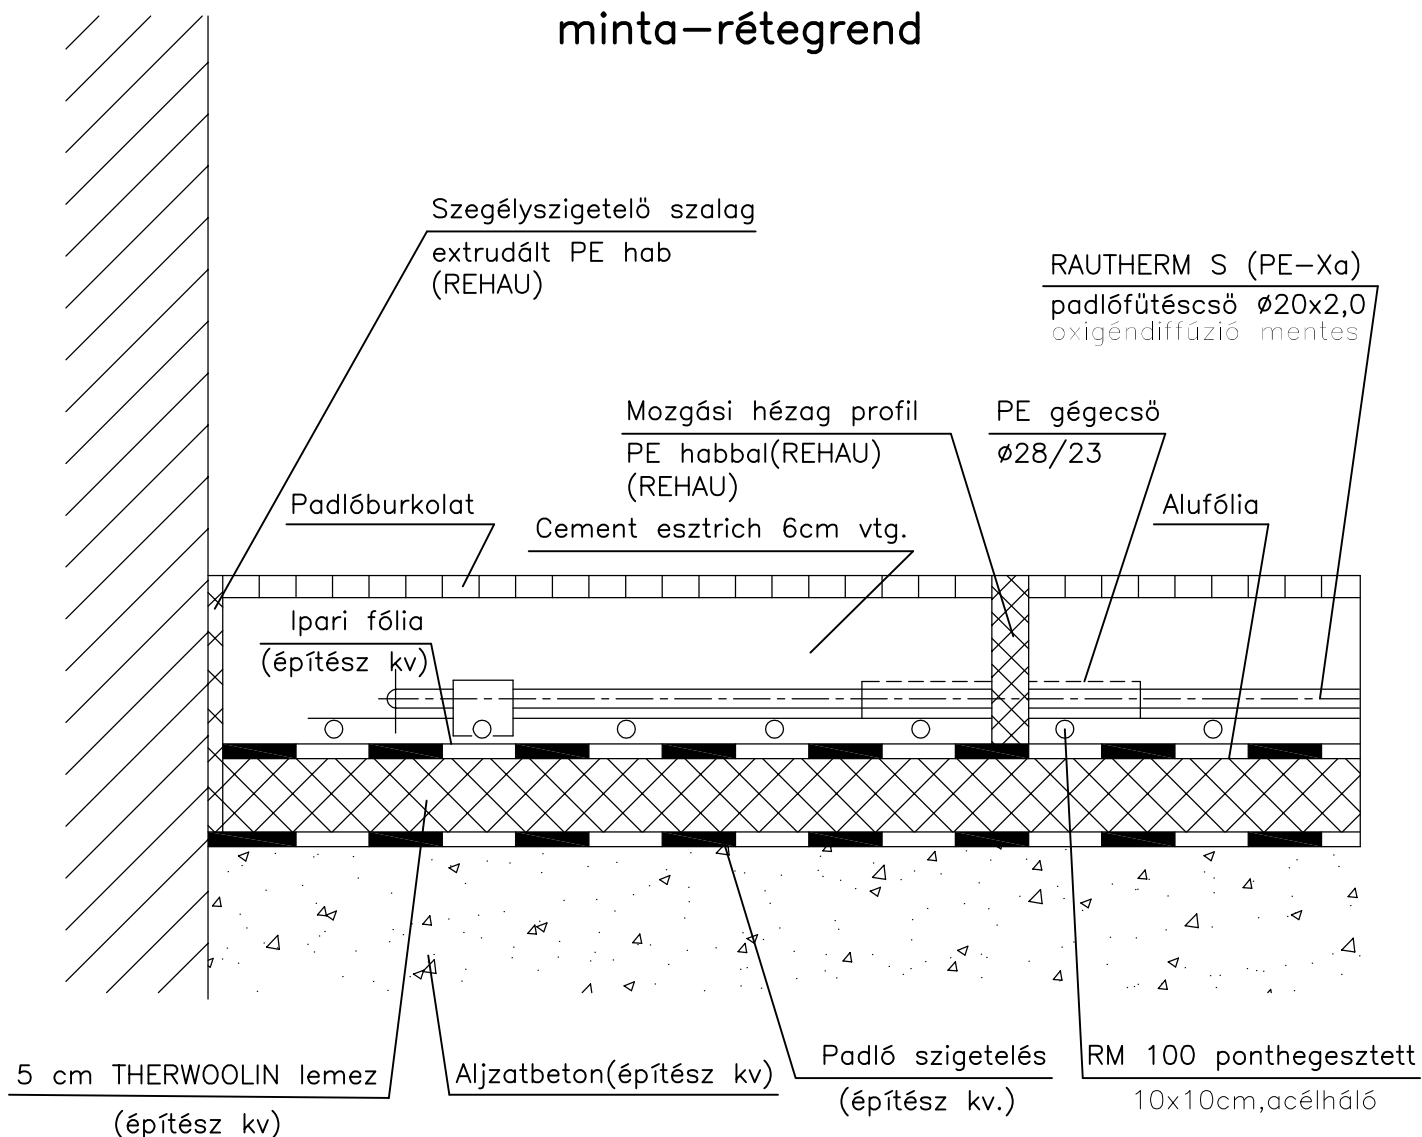 minta-rétegrend
Szegélyszigetelö szalag
extrudált PE hab
(REHAU)
RAUTHERM S (PE-Xa)
padlófütéscsö ø20x2,0
oxigéndiffúzió mentes
Mozgási hézag profil
PE habbal(REHAU)
(REHAU)
PE gégecsö
ø28/23
Padlóburkolat
Cement esztrich 6cm vtg.
Alufólia
Ipari fólia
(építész kv)
5 cm THERWOOLIN lemez
(építész kv)
Aljzatbeton(építész kv)
Padló szigetelés
(építész kv.)
RM 100 ponthegesztett
10x10cm,acélháló